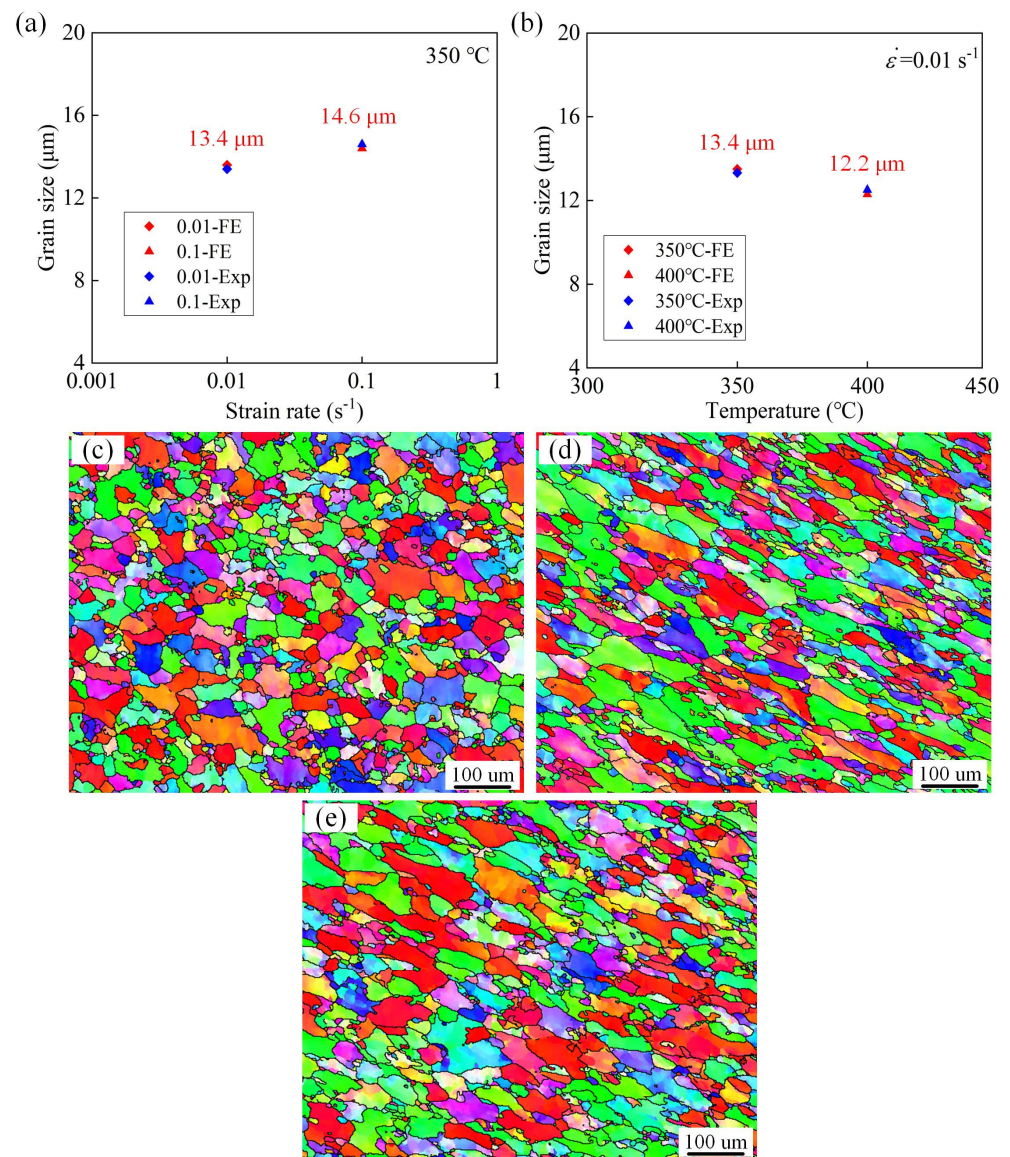 (a)
20
16
12
8
4
Grain size (μm)
350 ℃
13.4 μm
14.6 μm
0.01-FE
0.1-FE
0.01-Exp
0.1-Exp
0.001 0.01 0.1 1
Strain rate (s⁻¹)
(b)
20
16
12
8
4
Grain size (μm)
ε̇=0.01 s⁻¹
13.4 μm
12.2 μm
350℃-FE
400℃-FE
350℃-Exp
400℃-Exp
300 350 400 450
Temperature (℃)
(c)
100 um
(d)
100 um
(e)
100 um